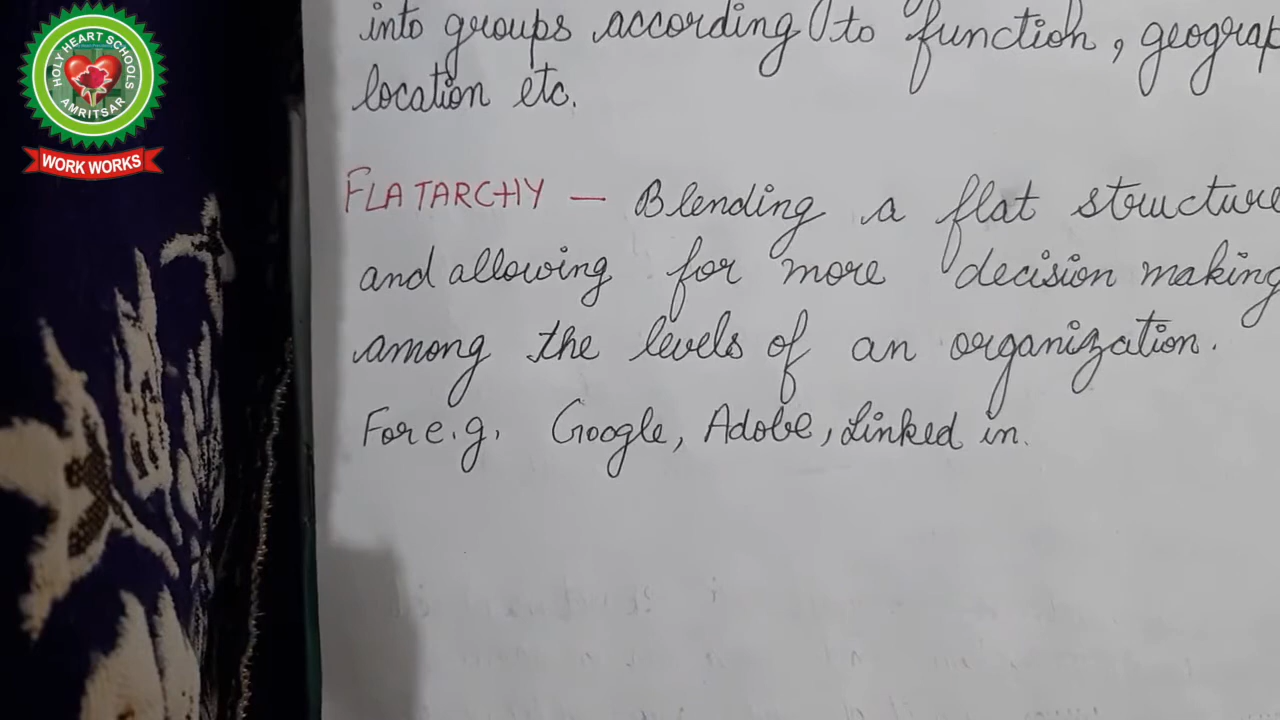 HOLY HEART SCHOOLS
AMRITSAR
WORK WORKS
into groups according to function, geograp
location etc.
FLATARCHY — Blending a flat structure
and allowing for more decision making
among the levels of an organization.
For e.g. Google, Adobe, Linked in.